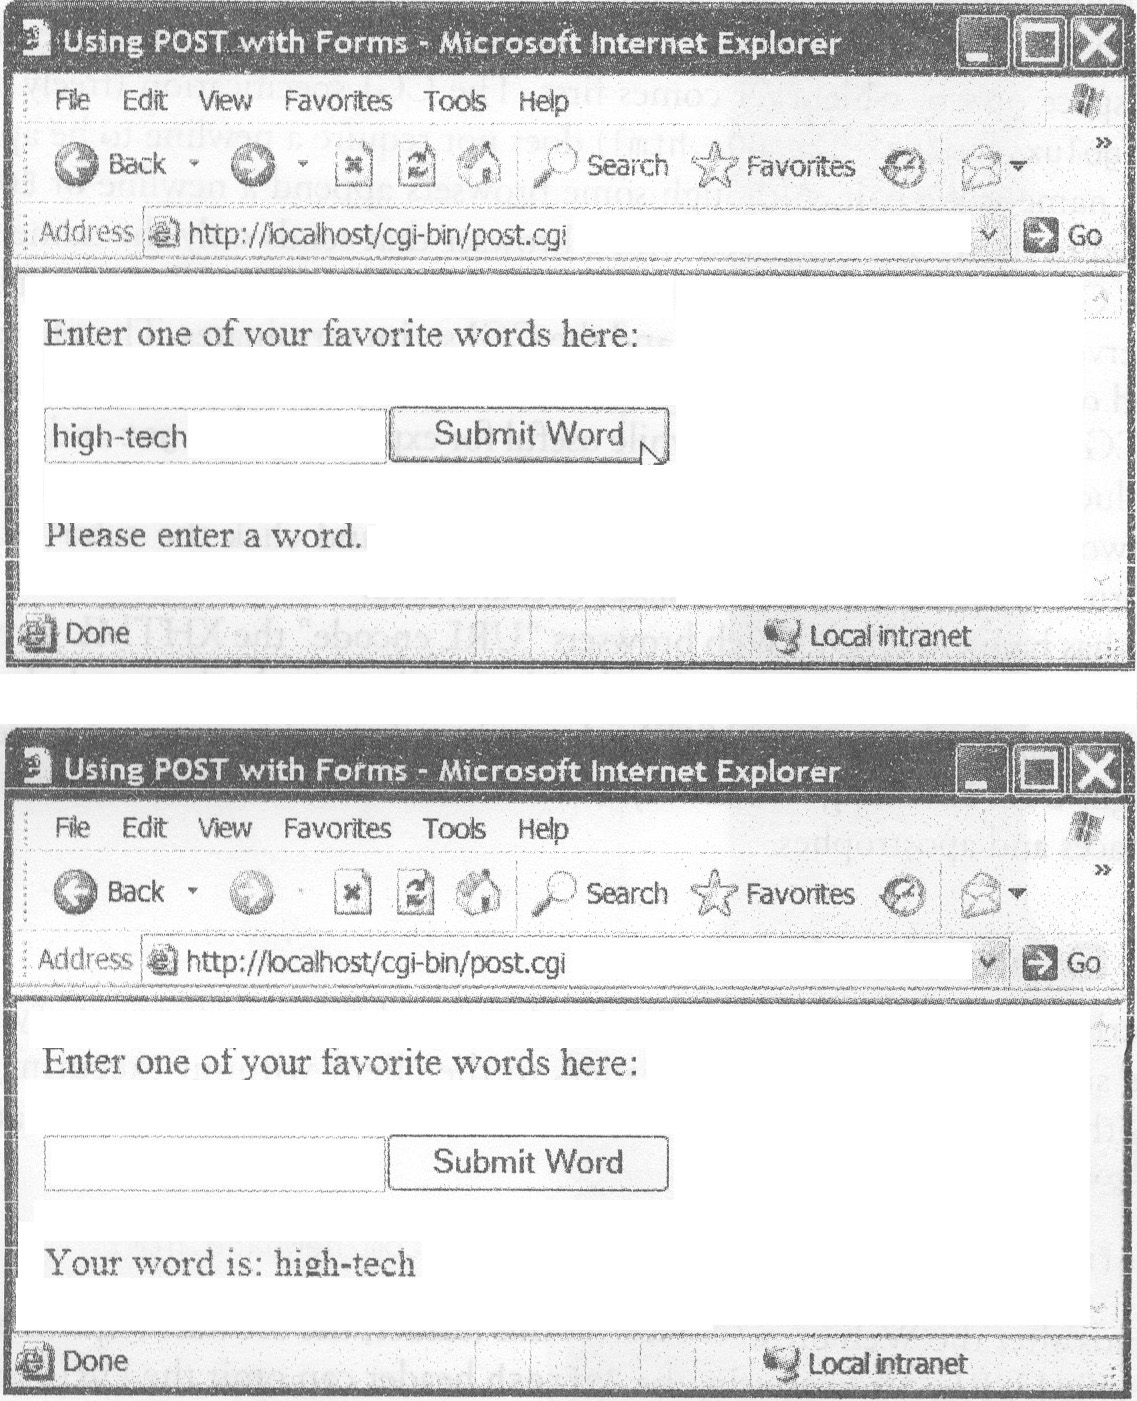 Using POST with Forms - Microsoft Internet Explorer
File Edit View Favorites Tools Help
Back Search Favorites
Address http://localhost/cgi-bin/post.cgi Go
Enter one of your favorite words here:
high-tech Submit Word
Please enter a word.
Done Local intranet
Using POST with Forms - Microsoft Internet Explorer
File Edit View Favorites Tools Help
Back Search Favorites
Address http://localhost/cgi-bin/post.cgi Go
Enter one of your favorite words here:
Submit Word
Your word is: high-tech
Done Local intranet